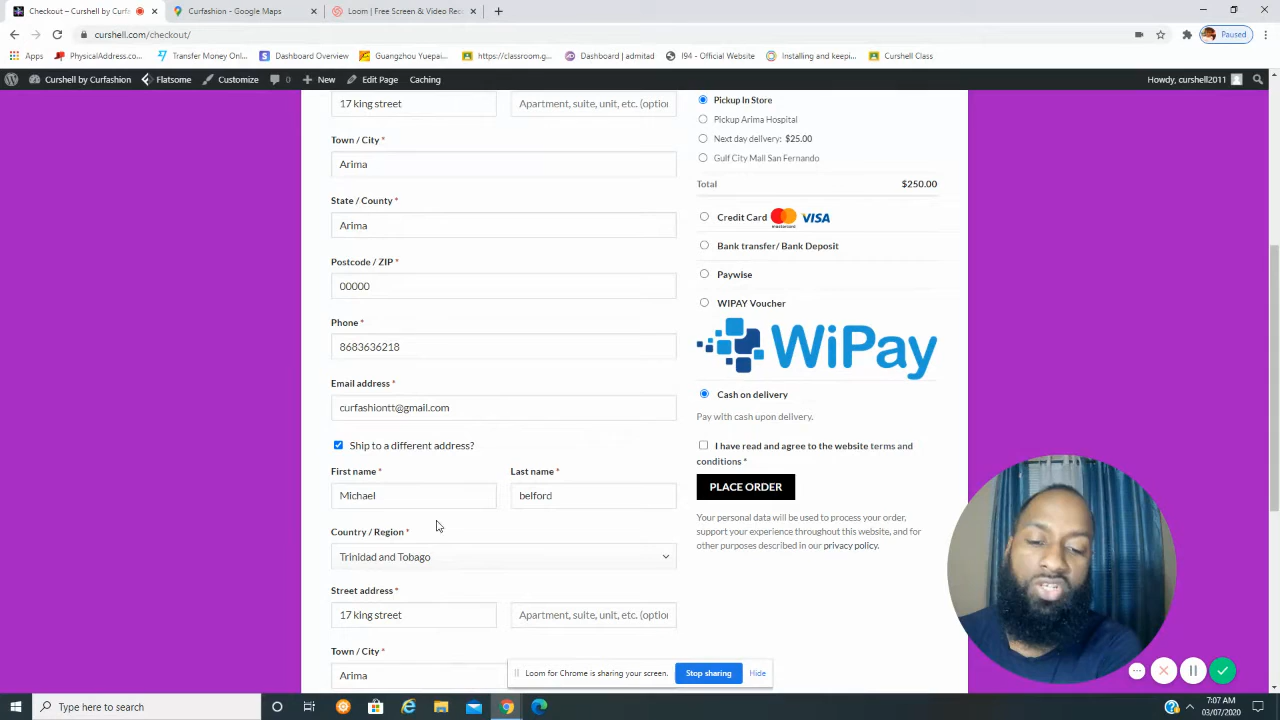 Checkout – Curshell by Curfashion
Curfashion - Google Maps
Loom | Free Screen & Video Rec
curshell.com/checkout/
Paused
Apps
PhysicalAddress.co
Transfer Money Onl
Dashboard Overview
Guangzhou Yuepai...
https://classroom.g
Dashboard | admitad
I94 - Official Website
Installing and keepi...
Curshell Class
Curshell by Curfashion
Flatsome
Customize
0
New
Edit Page
Caching
Howdy, curshell2011
17 king street
Apartment, suite, unit, etc. (optior
Town / City *
Arima
State / County *
Arima
Postcode / ZIP *
00000
Phone *
8683636218
Email address *
curfashiontt@gmail.com
Ship to a different address?
First name *
Last name *
Michael
belford
Country / Region *
Trinidad and Tobago
Street address *
17 king street
Apartment, suite, unit, etc. (optior
Town / City *
Arima
Pickup In Store
Pickup Arima Hospital
Next day delivery: $25.00
Gulf City Mall San Fernando
Total $250.00
Credit Card mastercard VISA
Bank transfer/ Bank Deposit
Paywise
WIPAY Voucher
WiPay
Cash on delivery
Pay with cash upon delivery.
I have read and agree to the website terms and
conditions *
PLACE ORDER
Your personal data will be used to process your order,
support your experience throughout this website, and for
other purposes described in our privacy policy.
Loom for Chrome is sharing your screen.
Stop sharing
Hide
Type here to search
7:07 AM
03/07/2020